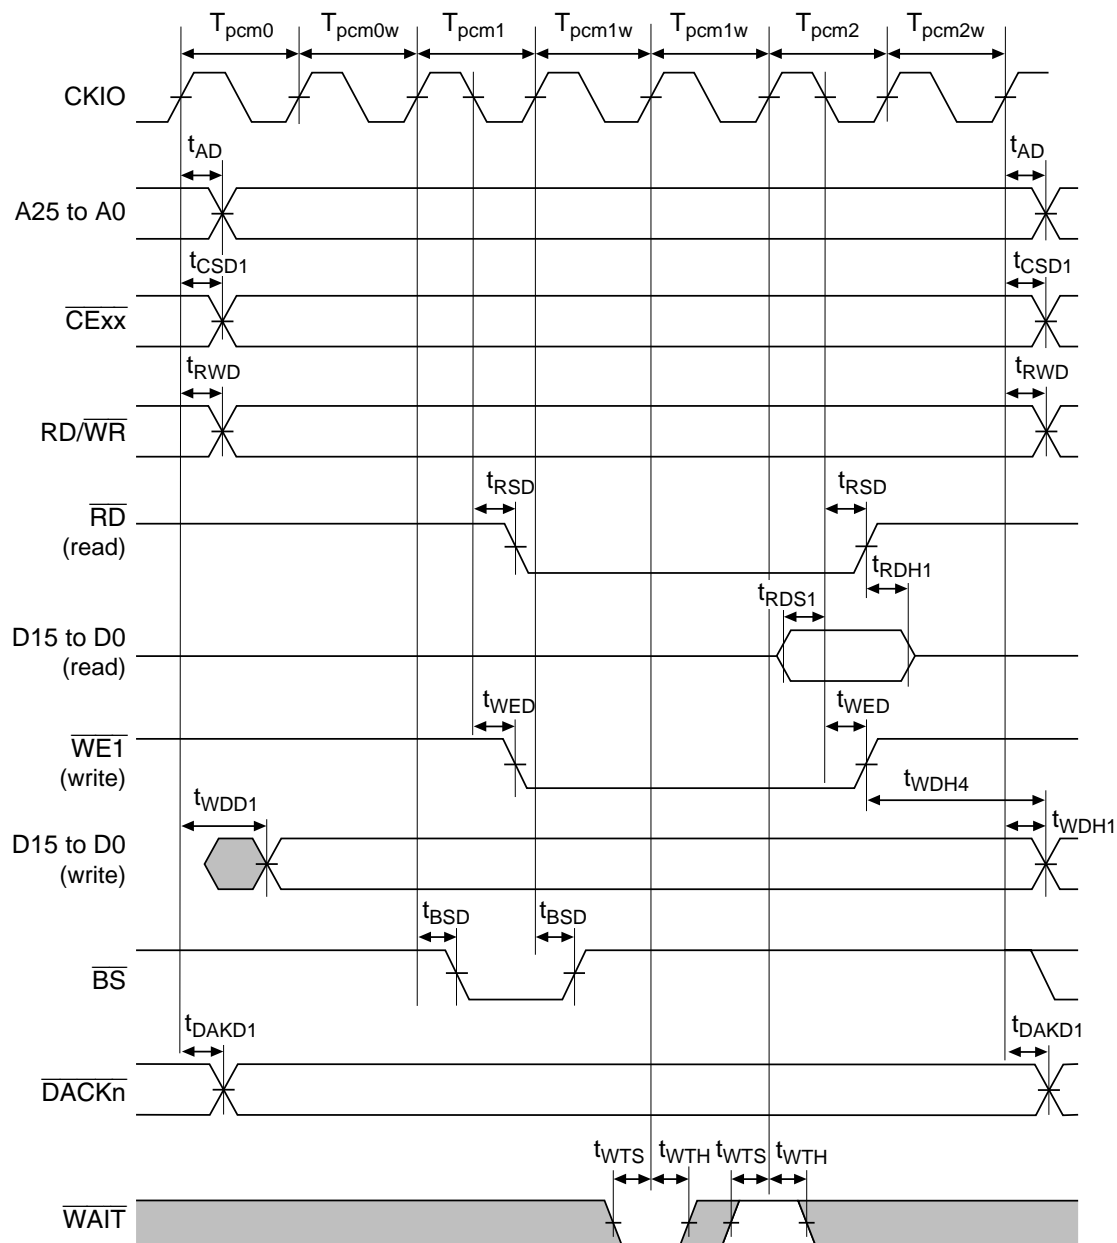 Tpcm0 Tpcm0w Tpcm1 Tpcm1w Tpcm1w Tpcm2 Tpcm2w
CKIO
tAD tAD
A25 to A0
tCSD1 tCSD1
CExx
tRWD tRWD
RD/WR
tRSD tRSD
RD
(read)
tRDH1
tRDS1
D15 to D0
(read)
tWED tWED
WE1
(write)
tWDH4
tWDD1
tWDH1
D15 to D0
(write)
tBSD tBSD
BS
tDAKD1 tDAKD1
DACKn
tWTS tWTH tWTS tWTH
WAIT